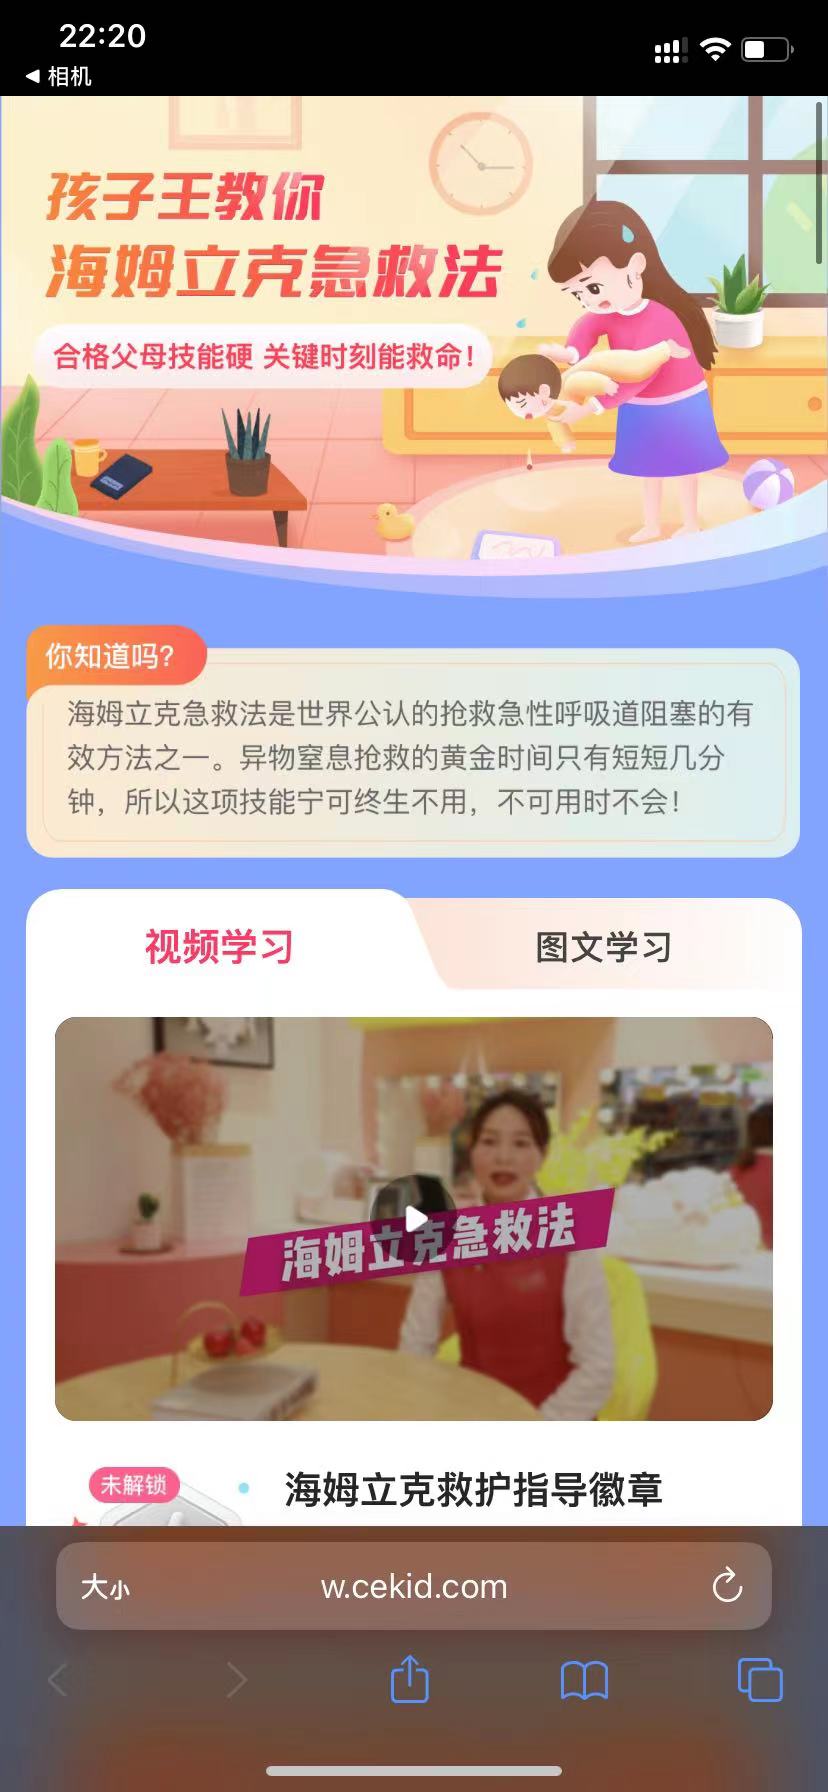 22:20
◀ 相机
孩子王教你
海姆立克急救法
合格父母技能硬 关键时刻能救命！
你知道吗？
海姆立克急救法是世界公认的抢救急性呼吸道阻塞的有
效方法之一。异物窒息抢救的黄金时间只有短短几分
钟，所以这项技能宁可终生不用，不可用时不会！
视频学习
图文学习
海姆立克急救法
未解锁
海姆立克救护指导徽章
大小
w.cekid.com